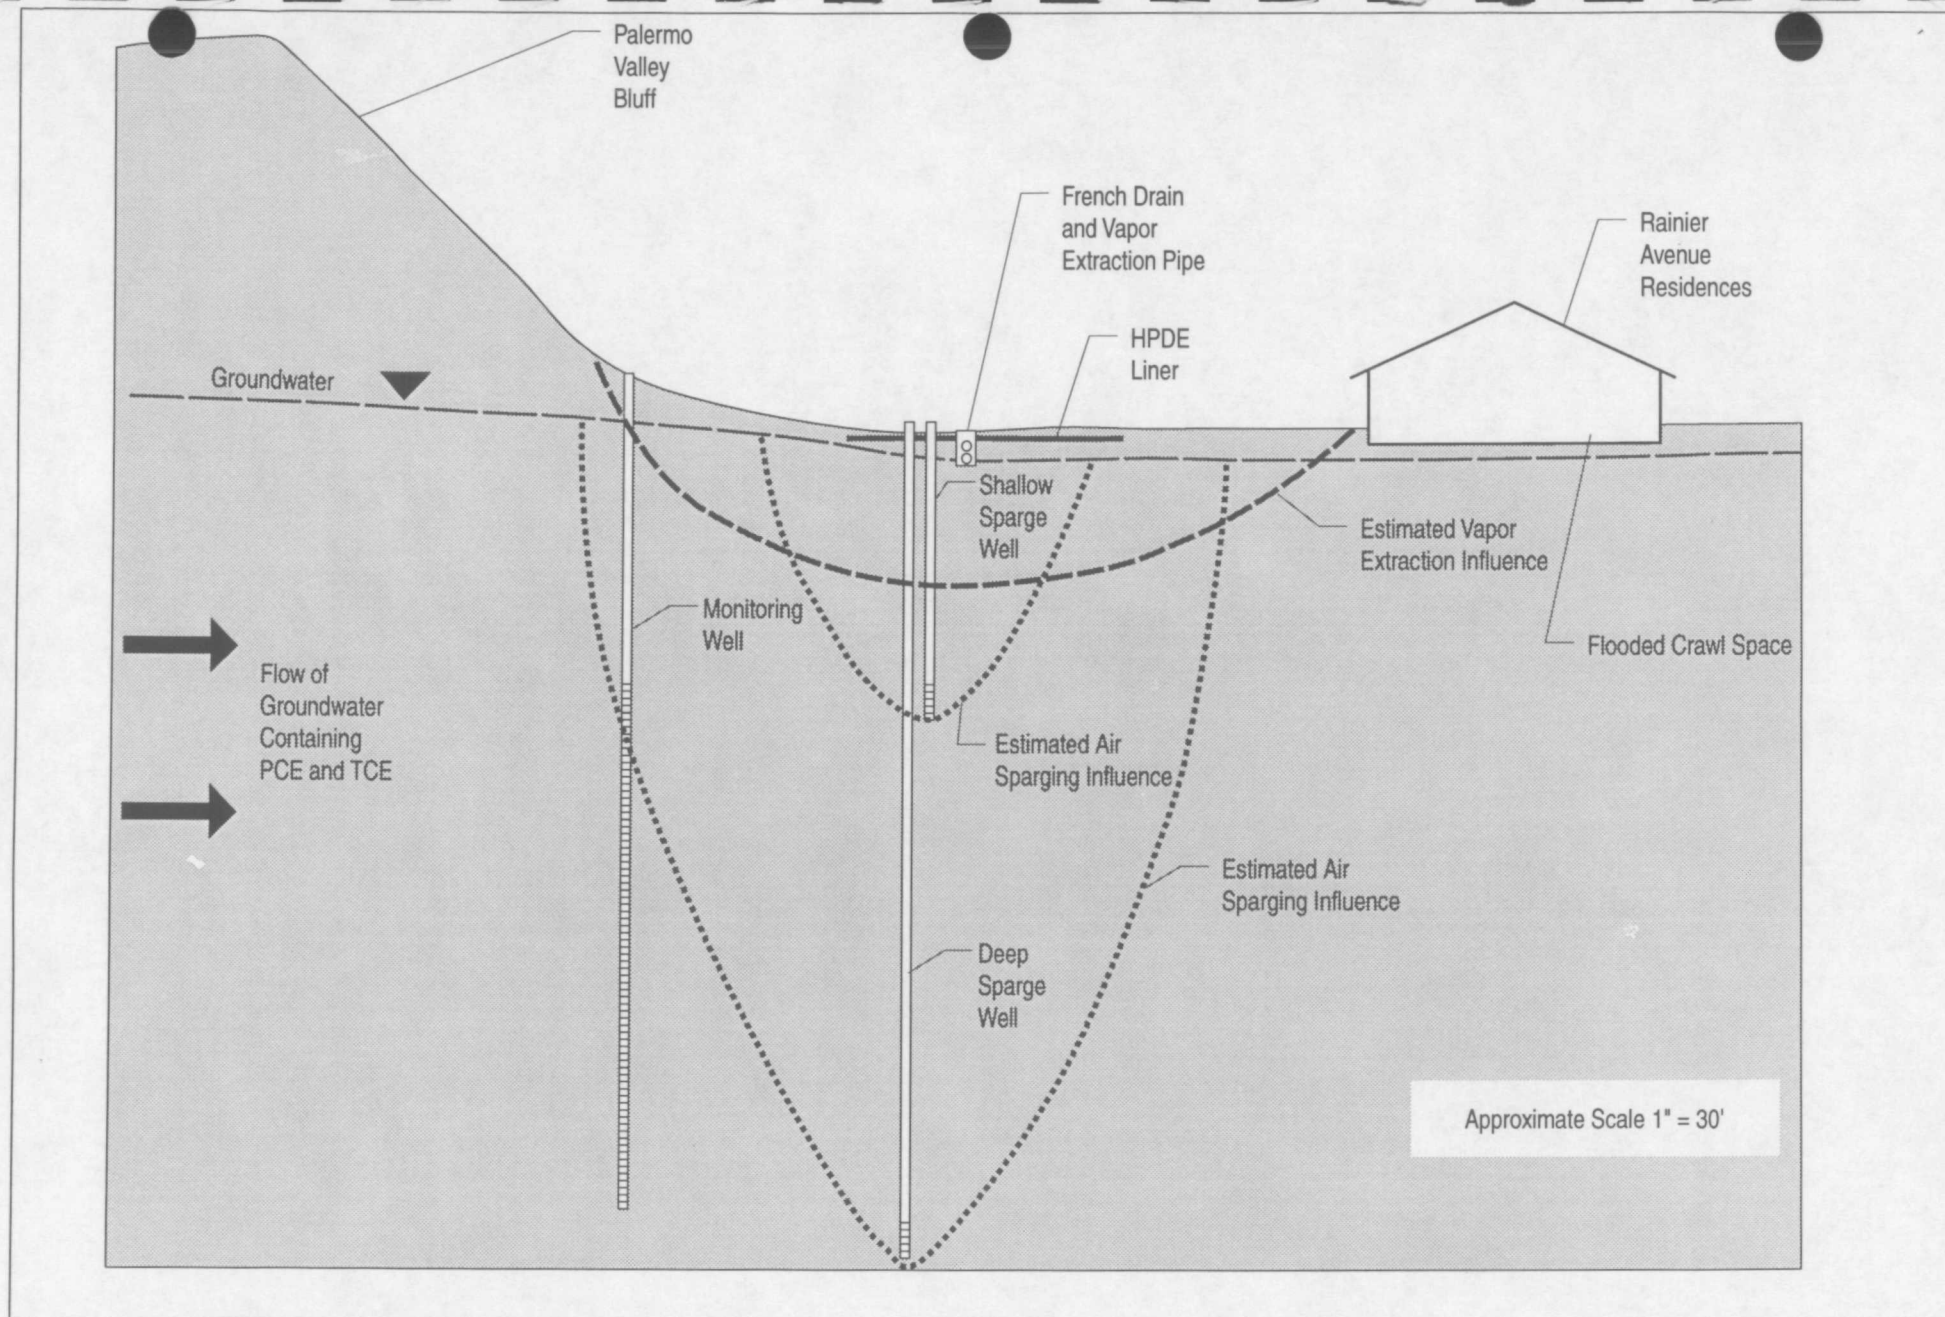 Palermo
Valley
Bluff
French Drain
and Vapor
Extraction Pipe
Rainier
Avenue
Residences
HPDE
Liner
Groundwater
Shallow
Sparge
Well
Estimated Vapor
Extraction Influence
Monitoring
Well
Flooded Crawl Space
Flow of
Groundwater
Containing
PCE and TCE
Estimated Air
Sparging Influence
Estimated Air
Sparging Influence
Deep
Sparge
Well
Approximate Scale 1" = 30'